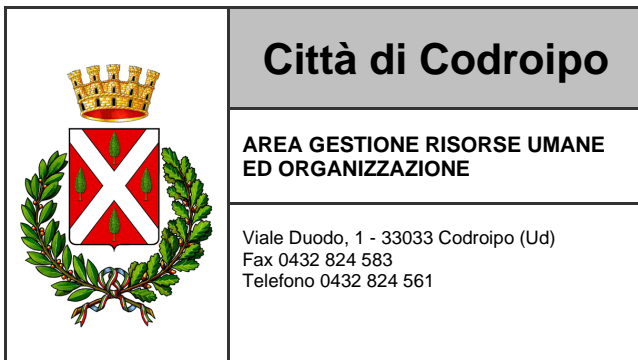 Città di Codroipo
AREA GESTIONE RISORSE UMANE
ED ORGANIZZAZIONE
Viale Duodo, 1 - 33033 Codroipo (Ud)
Fax 0432 824 583
Telefono 0432 824 561